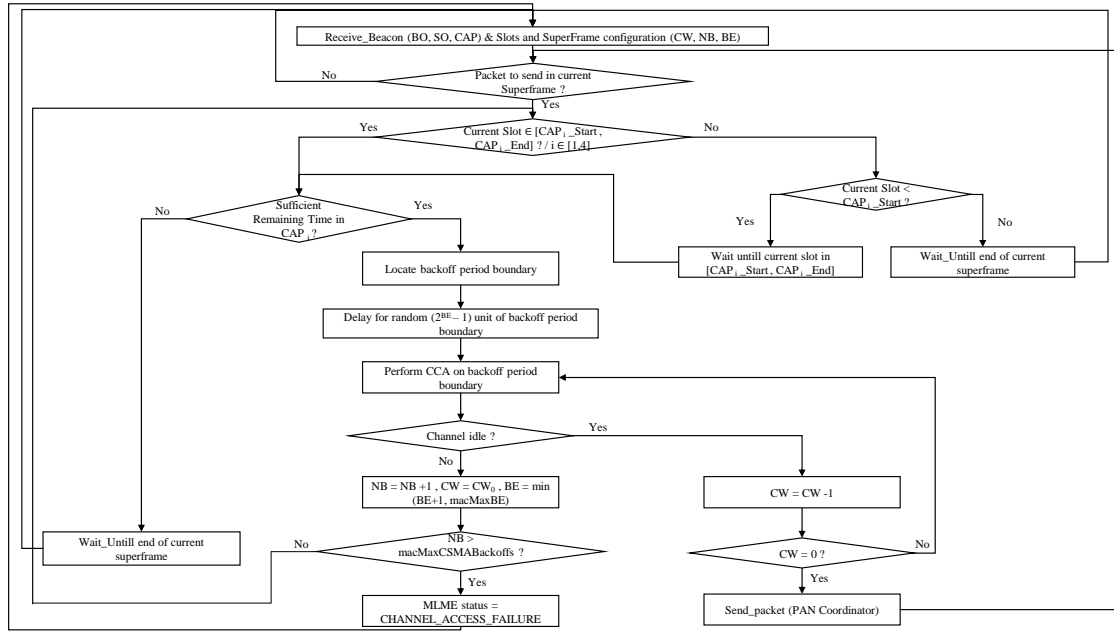 Receive_Beacon (BO, SO, CAP) & Slots and SuperFrame configuration (CW, NB, BE)
No
Packet to send in current
Superframe ?
Yes
Yes
Current Slot ∈ [CAP i _Start ,
CAP i _End] ? / i ∈ [1,4]
No
Current Slot <
CAP i _Start ?
Yes
No
No
Sufficient
Remaining Time in
CAP i ?
Yes
Wait untill current slot in
[CAP i _Start , CAP i _End]
Wait_Untill end of current
superframe
Locate backoff period boundary
Delay for random (2^BE – 1) unit of backoff period
boundary
Perform CCA on backoff period
boundary
Channel idle ?
Yes
No
NB = NB +1 , CW = CW0 , BE = min
(BE+1, macMaxBE)
CW = CW -1
Wait_Untill end of current
superframe
No
NB >
macMaxCSMABackoffs ?
CW = 0 ?
No
Yes
Yes
MLME status =
CHANNEL_ACCESS_FAILURE
Send_packet (PAN Coordinator)